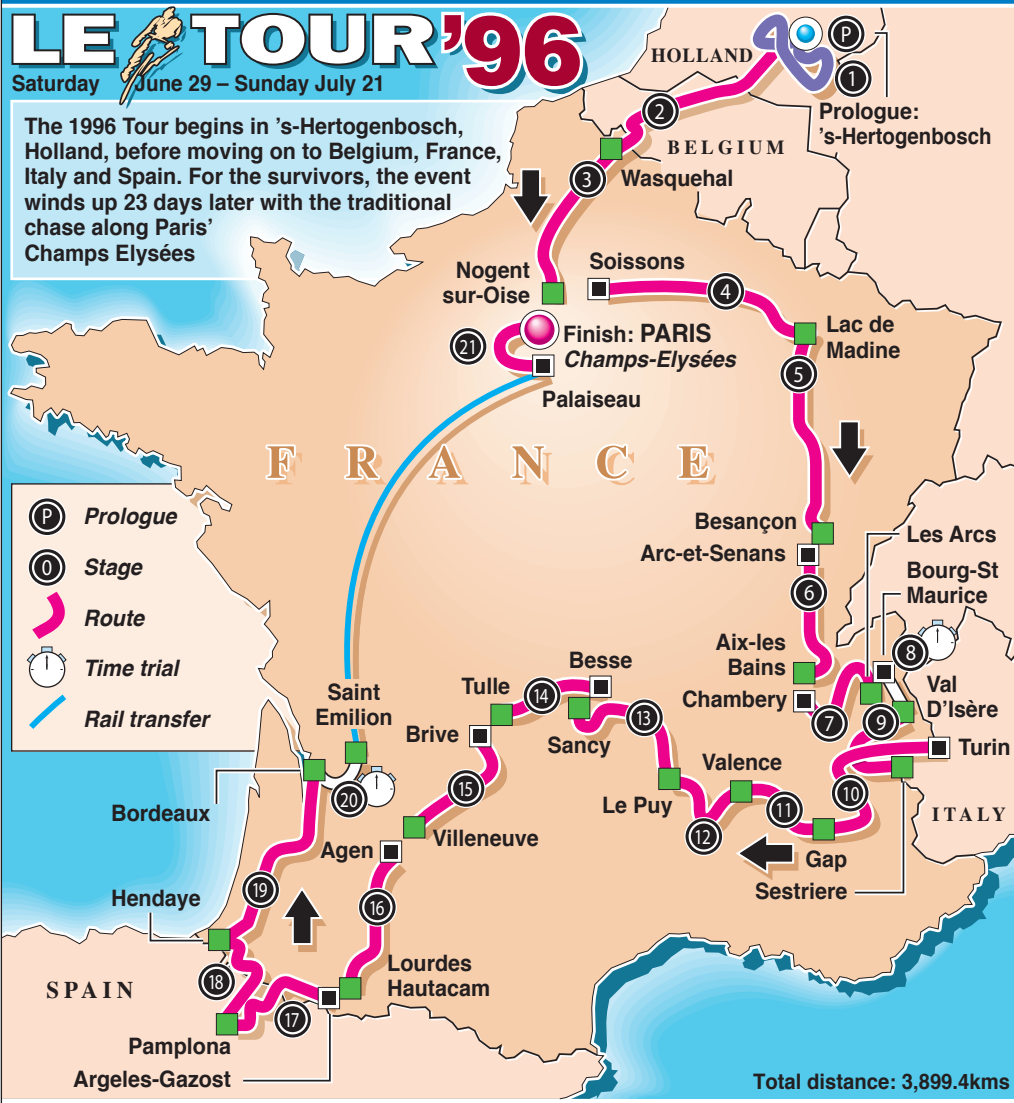 LE TOUR '96
Saturday June 29 – Sunday July 21
The 1996 Tour begins in 's-Hertogenbosch,
Holland, before moving on to Belgium, France,
Italy and Spain. For the survivors, the event
winds up 23 days later with the traditional
chase along Paris'
Champs Elysées
HOLLAND
P
1
Prologue:
's-Hertogenbosch
2
BELGIUM
3
Wasquehal
Nogent
sur-Oise
Soissons
4
Lac de
Madine
21
Finish: PARIS
Champs-Elysées
5
Palaiseau
FRANCE
P Prologue
0 Stage
Route
Time trial
Rail transfer
Besançon
Arc-et-Senans
Les Arcs
Bourg-St
Maurice
6
Aix-les
Bains
Chambery
7
8
Val
D'Isère
9
Turin
Besse
Tulle
14
Saint
Emilion
Brive
Sancy
13
Valence
Le Puy
10
11
12
ITALY
Gap
Sestriere
20
15
Bordeaux
Villeneuve
Agen
Hendaye
19
16
Lourdes
Hautacam
18
SPAIN
17
Pamplona
Argeles-Gazost
Total distance: 3,899.4kms